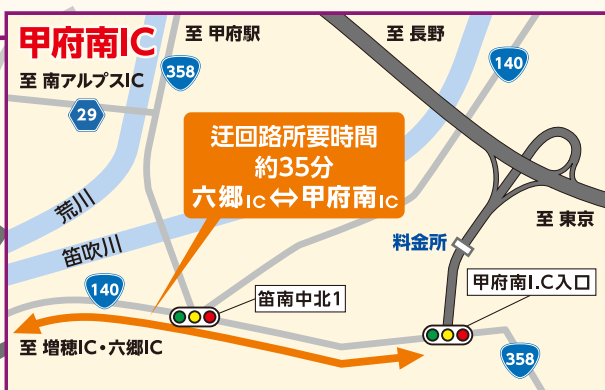 甲府南IC
至 甲府駅
至 長野
358
140
至 南アルプスIC
29
迂回路所要時間
約35分
六郷IC⇔甲府南IC
荒川
至 東京
笛吹川
料金所
140
笛南中北1
甲府南I.C入口
至 増穂IC・六郷IC
358